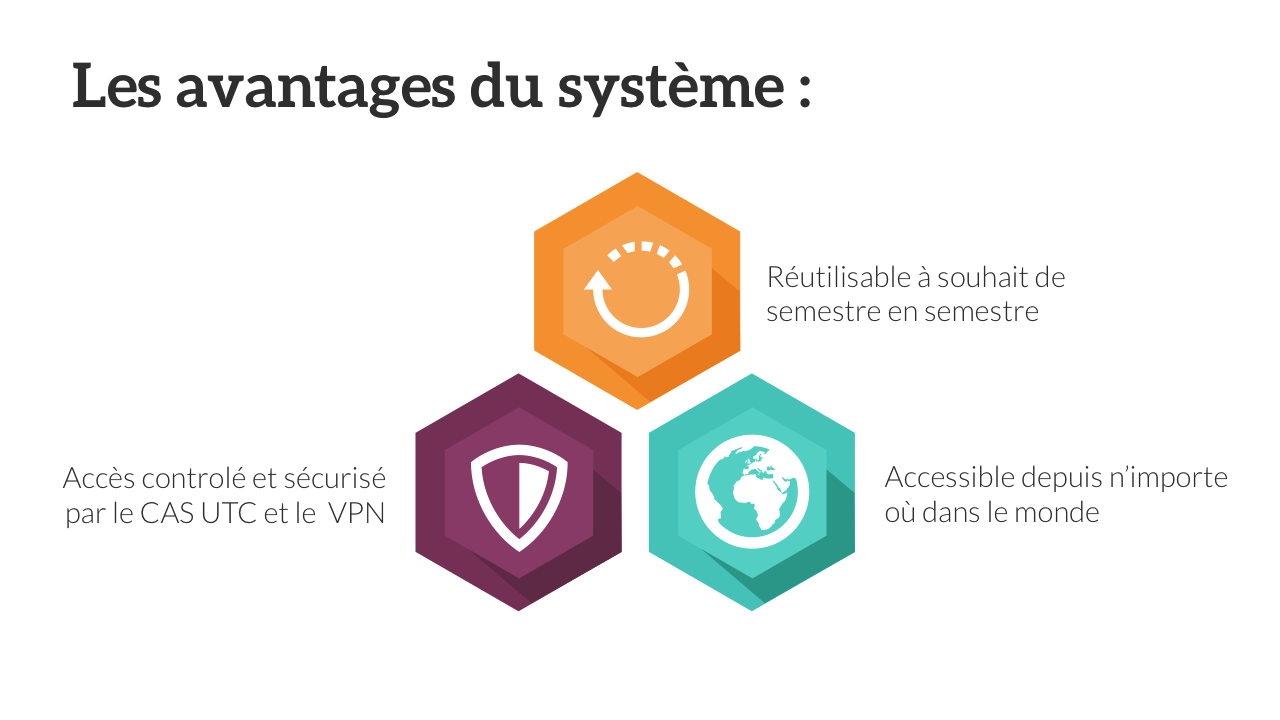 Les avantages du système :
Réutilisable à souhait de
semestre en semestre
Accès controlé et sécurisé
par le CAS UTC et le  VPN
Accessible depuis n’importe
où dans le monde